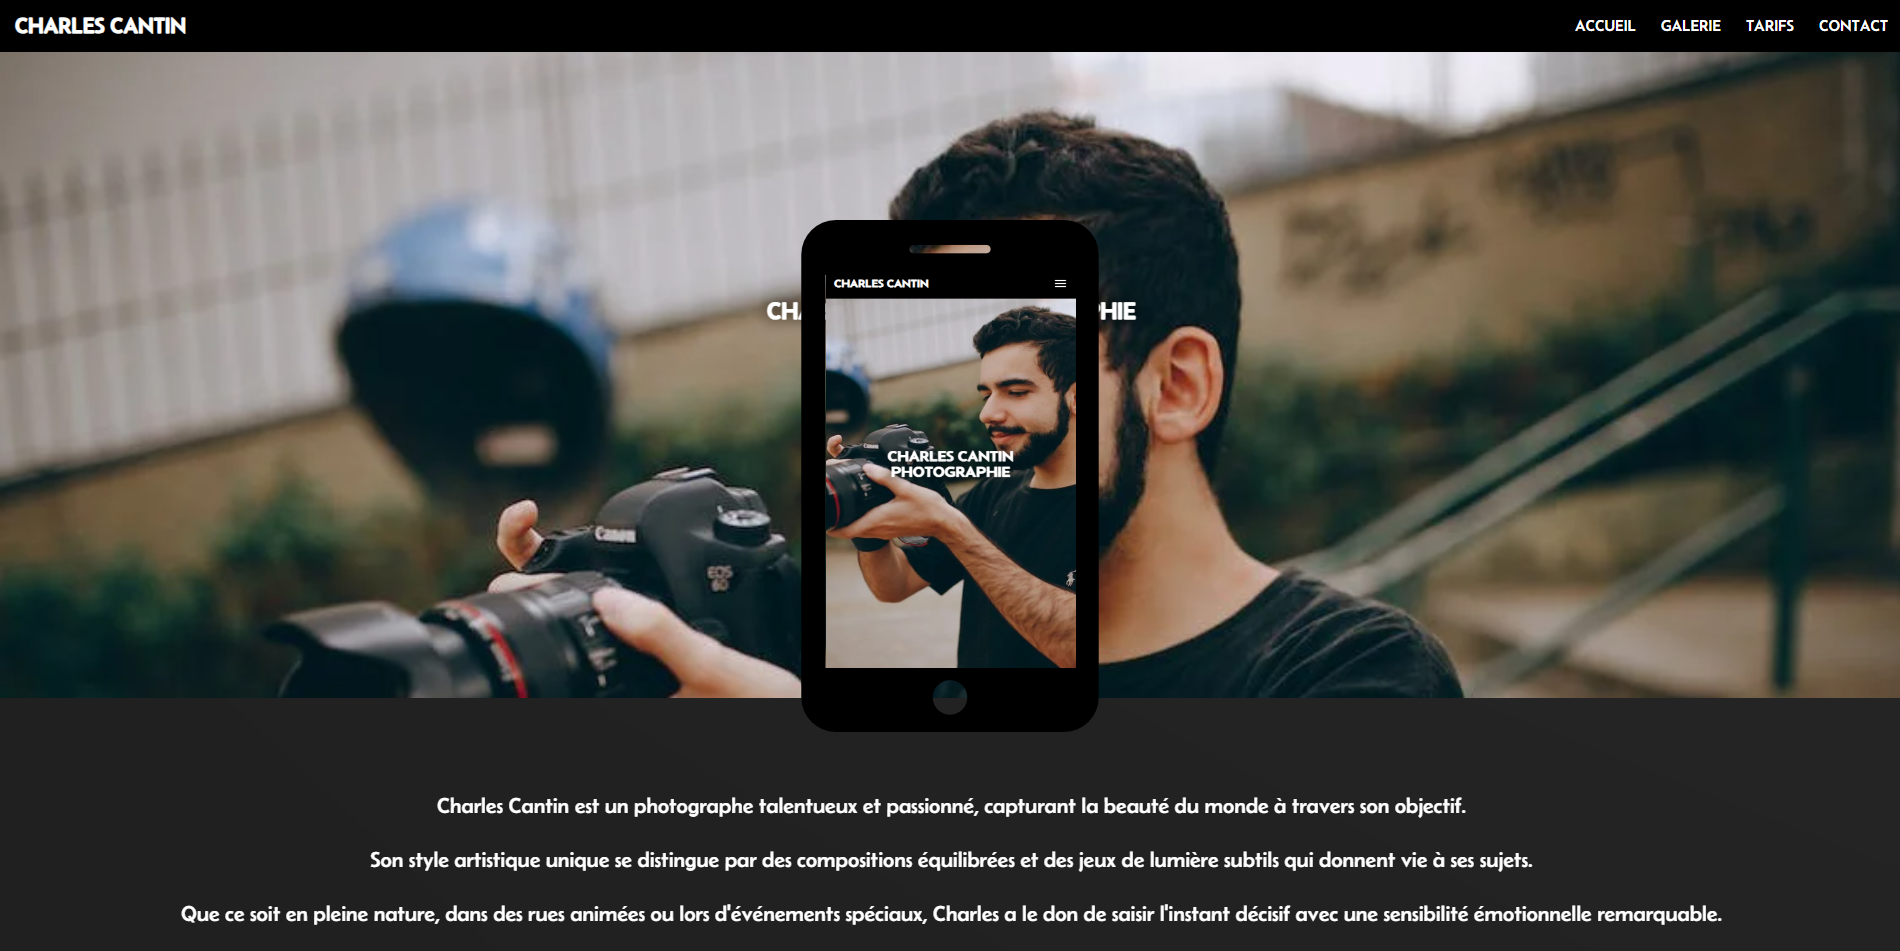 CHARLES CANTIN
ACCUEIL GALERIE TARIFS CONTACT
CHARLES CANTIN
CHA
PHIE
Canon
EOS
6D
CHARLES CANTIN
PHOTOGRAPHIE
Charles Cantin est un photographe talentueux et passionné, capturant la beauté du monde à travers son objectif.
Son style artistique unique se distingue par des compositions équilibrées et des jeux de lumière subtils qui donnent vie à ses sujets.
Que ce soit en pleine nature, dans des rues animées ou lors d'événements spéciaux, Charles a le don de saisir l'instant décisif avec une sensibilité émotionnelle remarquable.